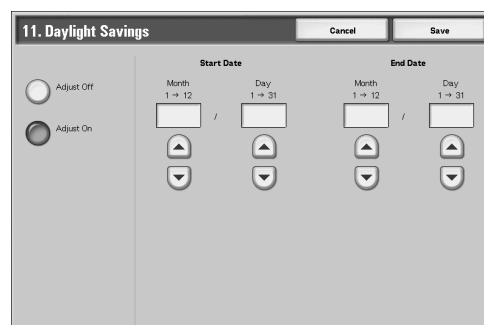 11. Daylight Savings
Cancel
Save
Adjust Off
Adjust On
Start Date
Month
1 → 12
/
Day
1 → 31
End Date
Month
1 → 12
/
Day
1 → 31